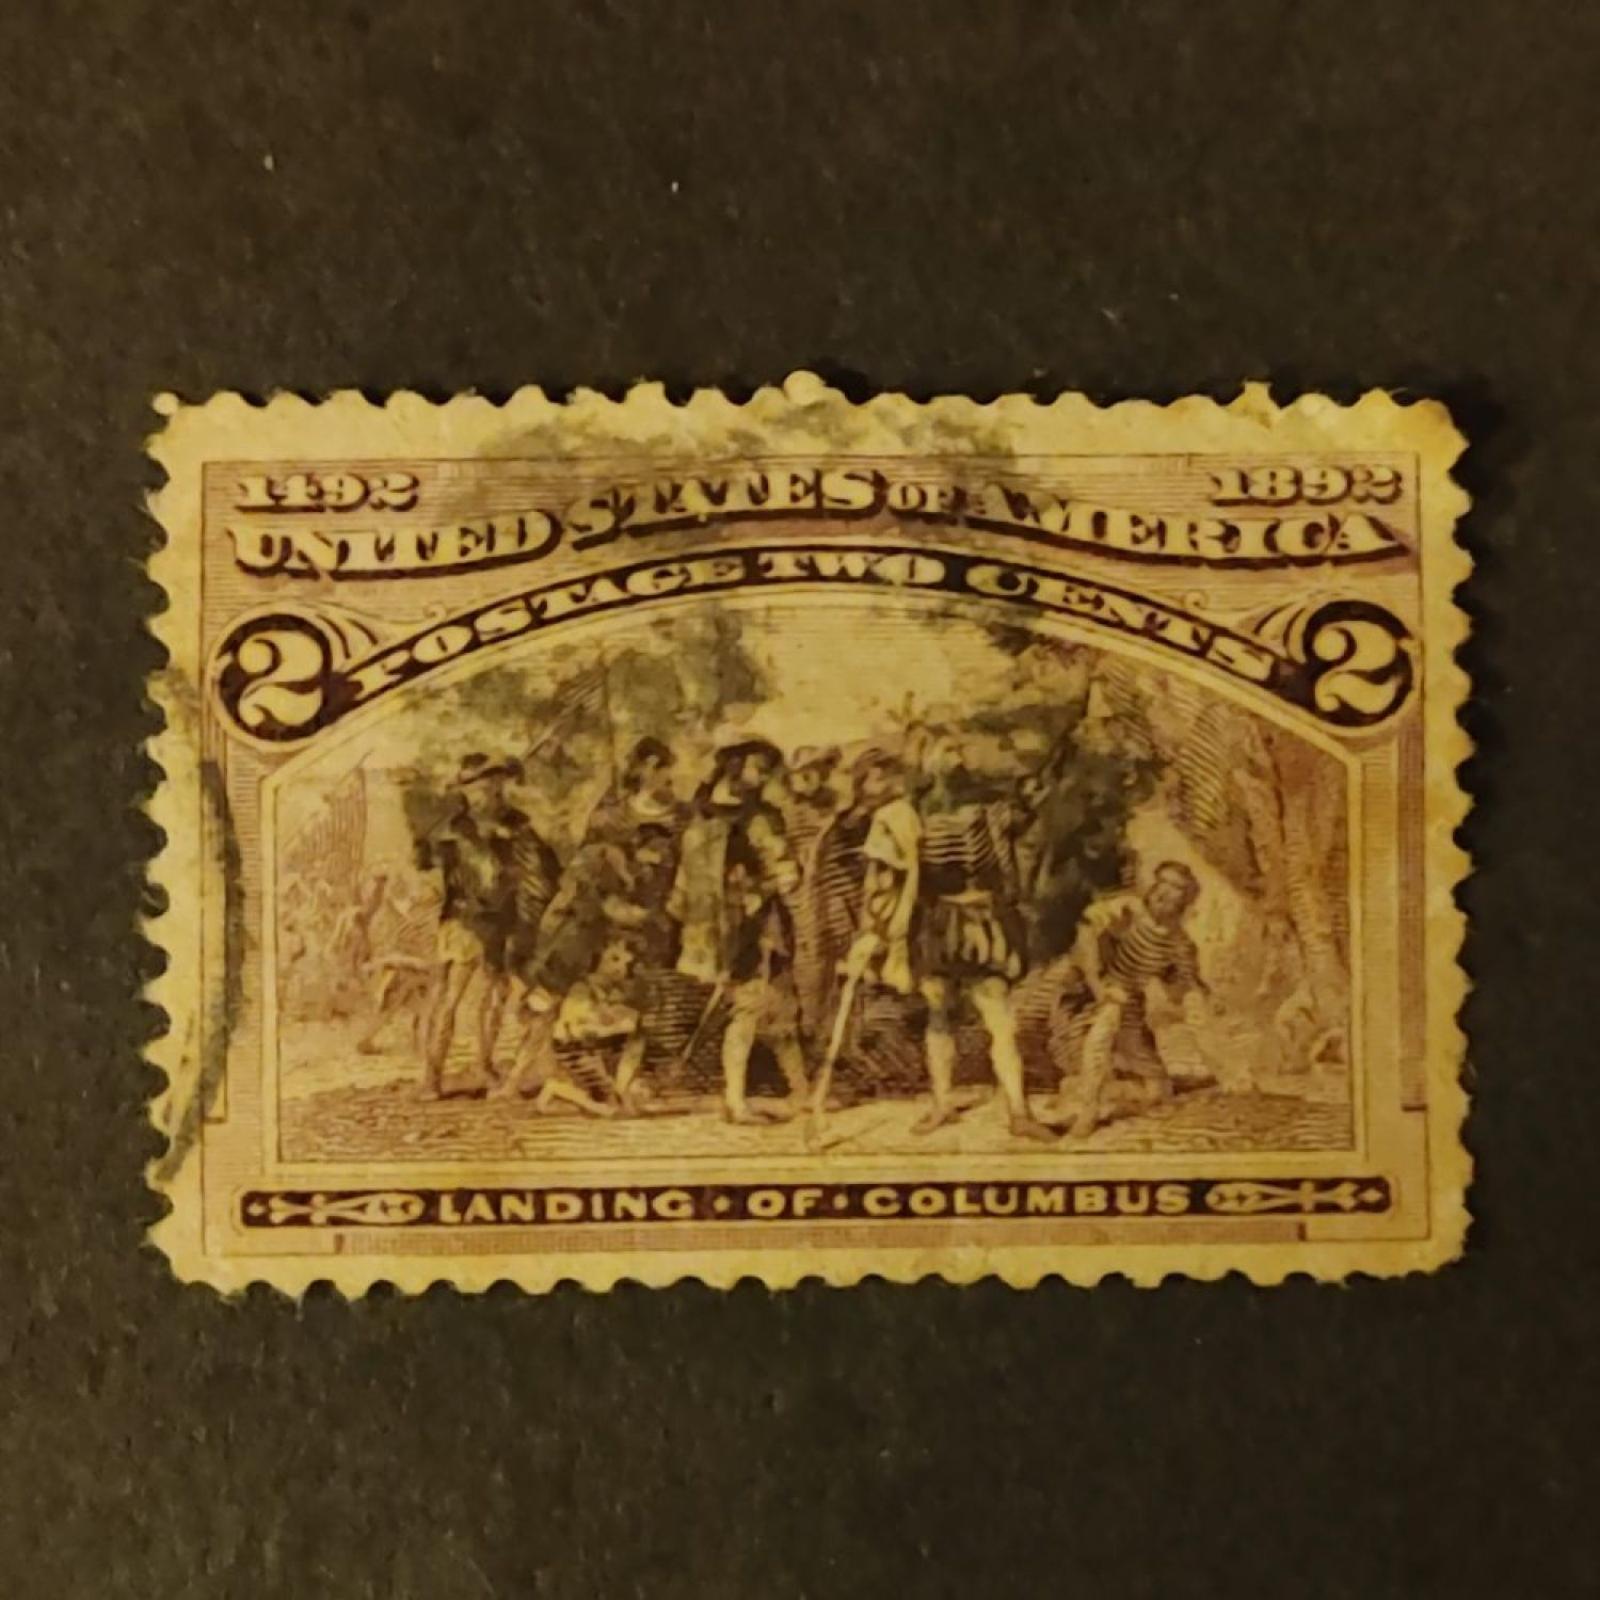 1492 1892
UNITED STATES OF AMERICA
POSTAGE TWO CENTS
2 2
LANDING · OF · COLUMBUS